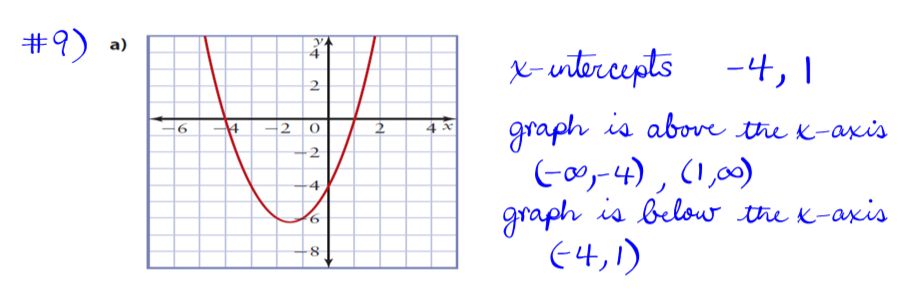 #9) a)
y
4
2
-6 -4 -2 0 2 4 x
-2
-4
-6
-8
x-intercepts -4, 1
graph is above the x-axis
(-∞,-4), (1,∞)
graph is below the x-axis
(-4,1)